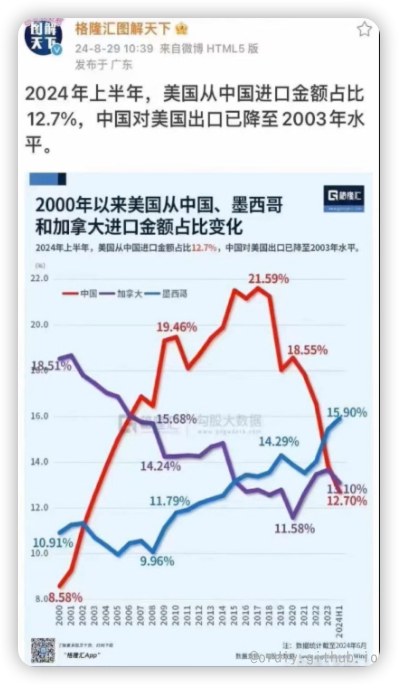 图解
天下
格隆汇图解天下
24-8-29 10:39 来自微博 HTML5 版
发布于 广东
2024年上半年，美国从中国进口金额占比
12.7%，中国对美国出口已降至2003年水
平。
2000年以来美国从中国、墨西哥
和加拿大进口金额占比变化
格隆汇
2024年上半年，美国从中国进口金额占比12.7%，中国对美国出口已降至2003年水平。
(%)
22.0
20.0
18.0
16.0
14.0
12.0
10.0
8.0
中国 加拿大 墨西哥
21.59%
19.46%
18.55%
18.51%
15.90%
15.68%
14.29%
14.24%
13.10%
12.70%
11.79%
11.58%
10.91%
9.96%
8.58%
格隆汇 勾股大数据
2000 2001 2002 2003 2004 2005 2006 2007 2008 2009 2010 2011 2012 2013 2014 2015 2016 2017 2018 2019 2020 2021 2022 2023 2024H1
"格隆汇App"
注：数据统计截至2024年6月